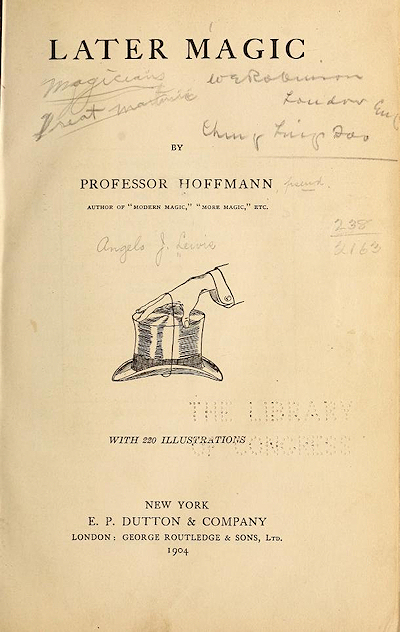 LATER MAGIC
Magicians
W E Robinson
London Eng
Great
Chung Ling Soo
BY
PROFESSOR HOFFMANN pseud.
AUTHOR OF "MODERN MAGIC," "MORE MAGIC," ETC.
238
2163
Angelo J. Lewis
THE LIBRARY
WITH 220 ILLUSTRATIONS
OF CONGRESS
NEW YORK
E. P. DUTTON & COMPANY
LONDON: GEORGE ROUTLEDGE & SONS, LTD.
1904